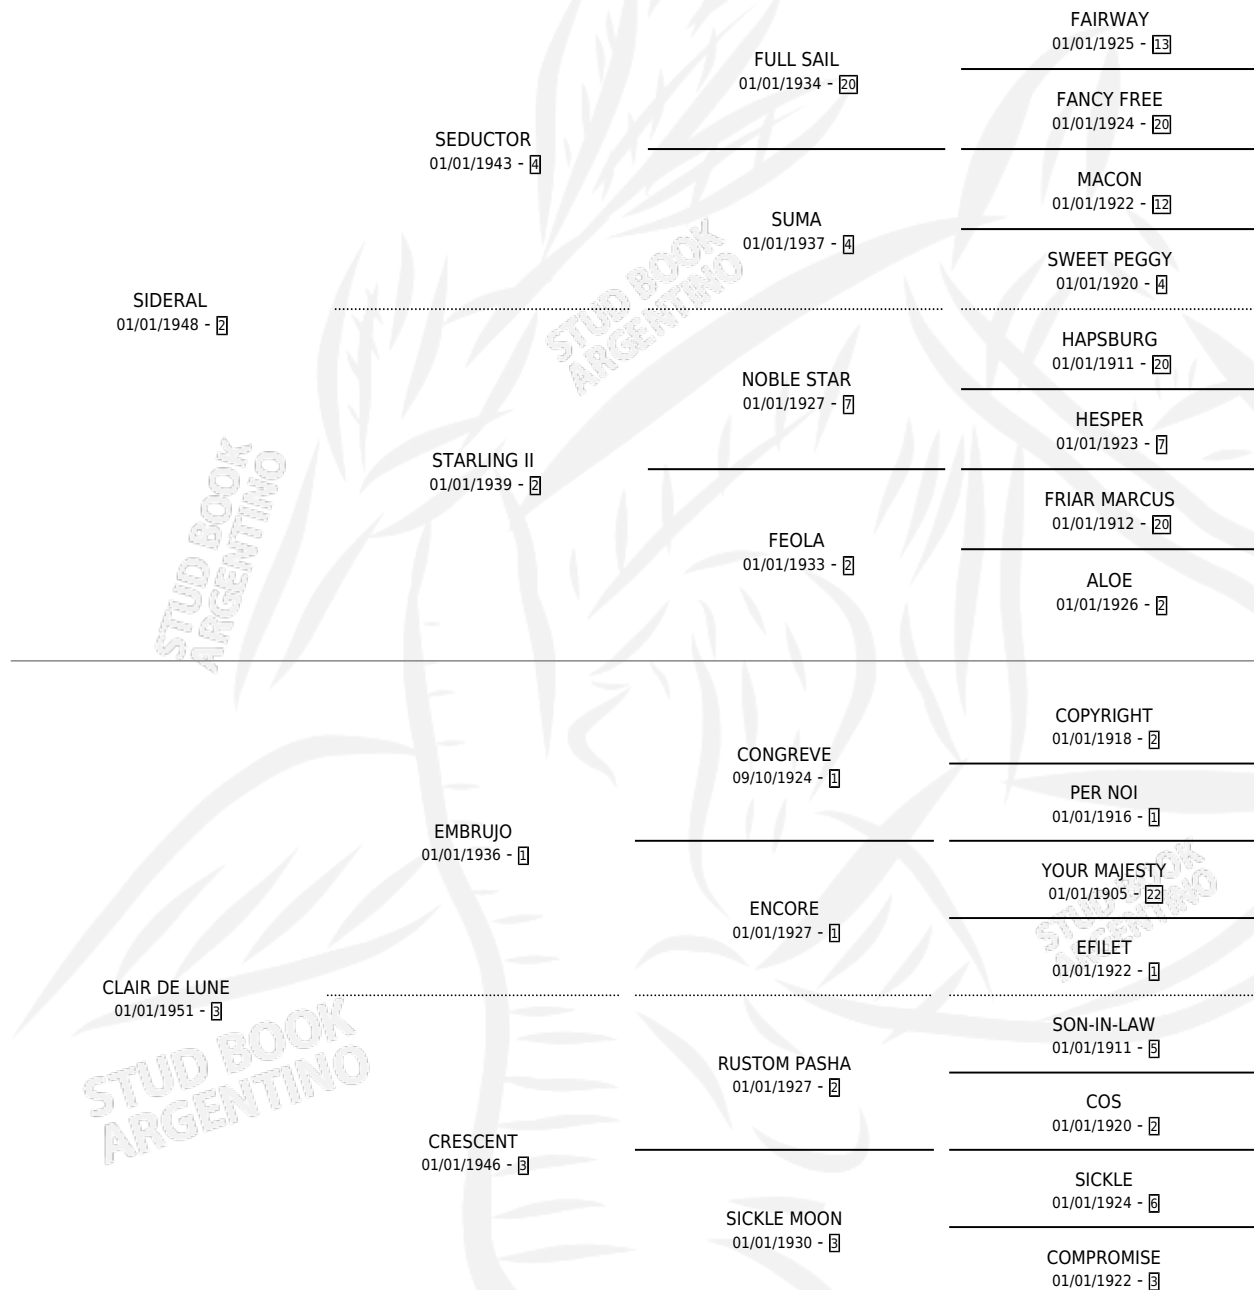 FAIRWAY
01/01/1925 - 13
FULL SAIL
01/01/1934 - 20
FANCY FREE
01/01/1924 - 20
SEDUCTOR
01/01/1943 - 4
MACON
01/01/1922 - 12
SUMA
01/01/1937 - 4
SWEET PEGGY
01/01/1920 - 4
SIDERAL
01/01/1948 - 2
HAPSBURG
01/01/1911 - 20
NOBLE STAR
01/01/1927 - 7
HESPER
01/01/1923 - 7
STARLING II
01/01/1939 - 2
FRIAR MARCUS
01/01/1912 - 20
FEOLA
01/01/1933 - 2
ALOE
01/01/1926 - 2
COPYRIGHT
01/01/1918 - 2
CONGREVE
09/10/1924 - 1
PER NOI
01/01/1916 - 1
EMBRUJO
01/01/1936 - 1
YOUR MAJESTY
01/01/1905 - 22
ENCORE
01/01/1927 - 1
EFILET
01/01/1922 - 1
CLAIR DE LUNE
01/01/1951 - 3
SON-IN-LAW
01/01/1911 - 5
RUSTOM PASHA
01/01/1927 - 2
COS
01/01/1920 - 2
CRESCENT
01/01/1946 - 3
SICKLE
01/01/1924 - 6
SICKLE MOON
01/01/1930 - 3
COMPROMISE
01/01/1922 - 3
STUD BOOK
ARGENTINO
STUD BOOK
ARGENTINO
STUD BOOK
ARGENTINO
STUD BOOK
ARGENTINO